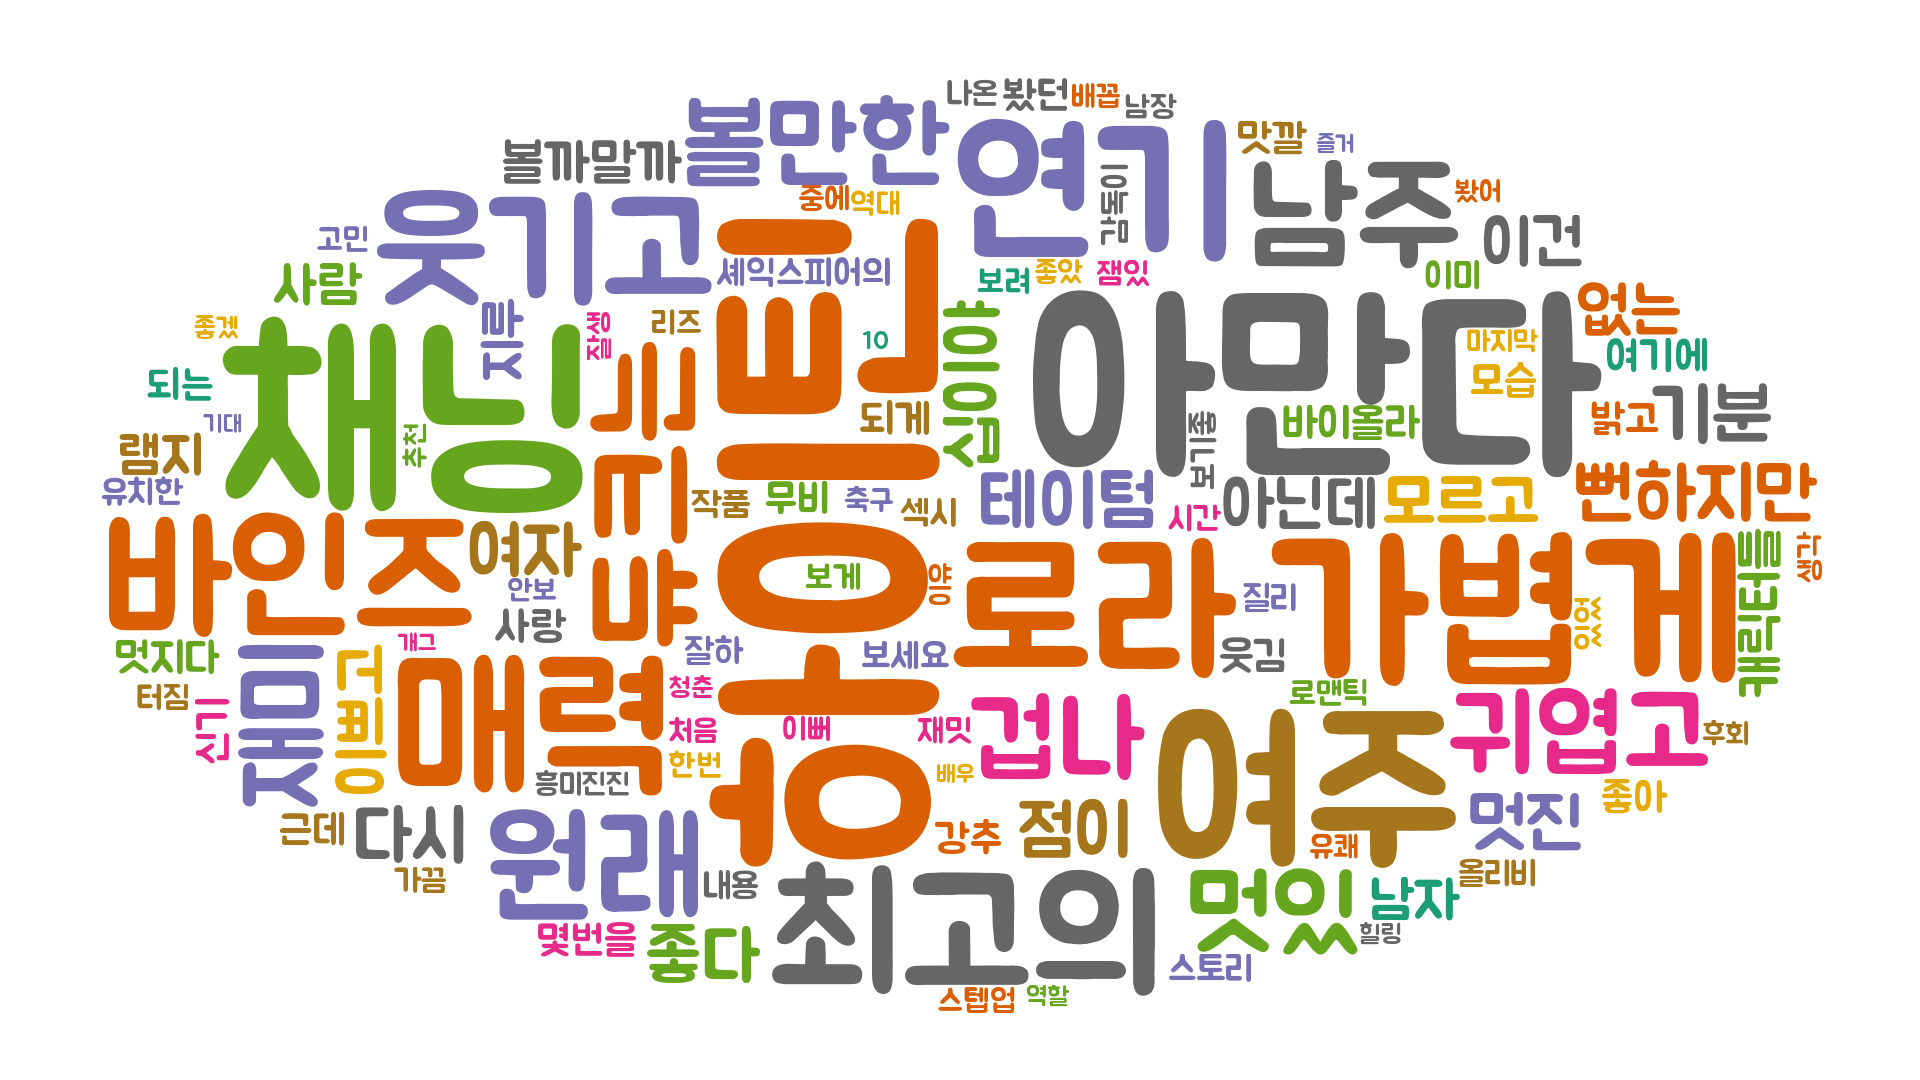 나온
봤던
배꼽
남장
볼만한
연기
맛깔
즐거
볼까말까
감독이
남주
봤어
웃기고
중에
역대
이건
고민
사람
셰익스피어의
보려
좋았
잼있
이미
없는
좋겠
지루
잘생
리즈
10
십이야
아만다
마지막
여기에
채닝
되는
모습
기대
추천
되게
보기좋
바이올라
밝고
기분
램지
유치한
작품
무비
축구
섹시
테이텀
시간
아닌데
모르고
뻔하지만
바인즈
여자
안보
보게
로라
가볍게
캐릭터들
생각
사랑
질리
있었
멋지다
개그
잘하
보세요
웃김
터짐
신기
재미
매력
청춘
처음
이뻐
재밋
겁나
로맨틱
귀엽고
후회
한번
배우
흥미진진
여주
좋아
근데
다시
원래
강추
점이
멋진
유쾌
가끔
내용
최고의
멋있
남자
올리비
힐링
몇번을
좋다
스토리
스텝업
역할